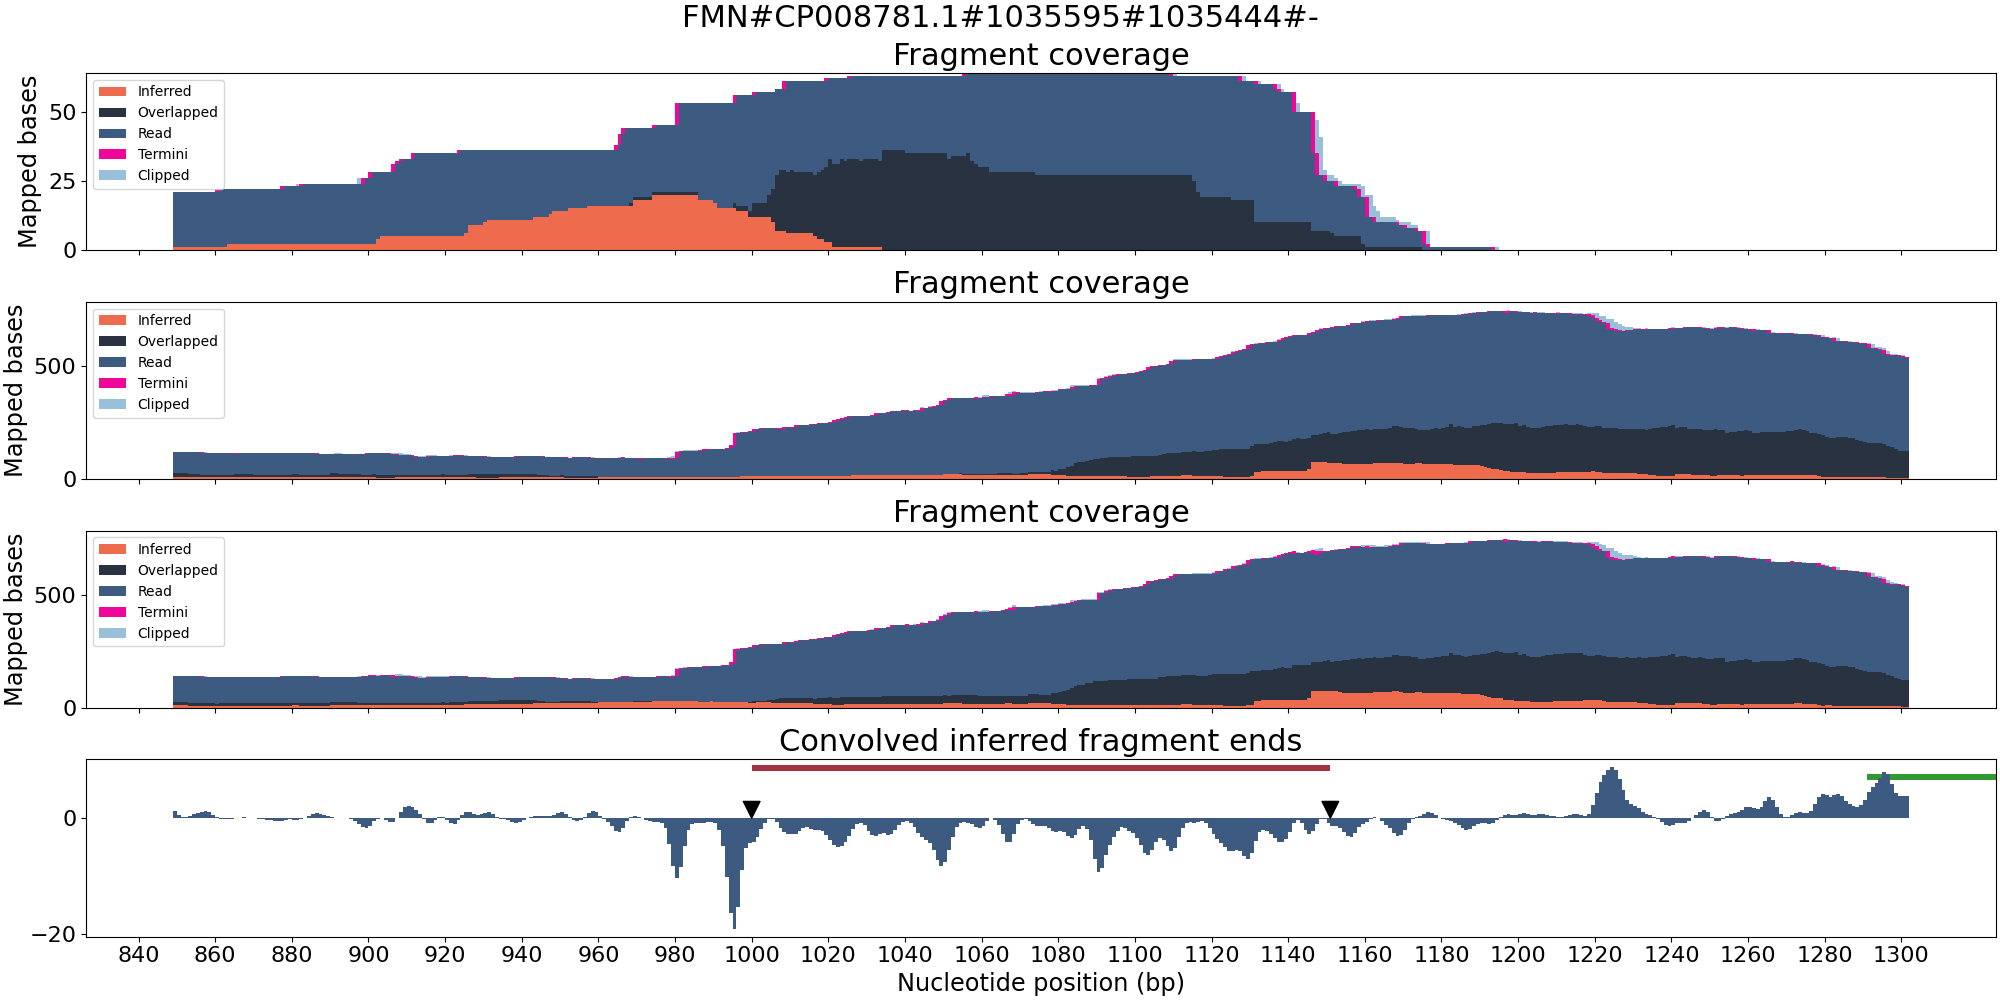 FMN#CP008781.1#1035595#1035444#-
Fragment coverage
Mapped bases
50
25
0
Inferred
Overlapped
Read
Termini
Clipped
Fragment coverage
Mapped bases
500
0
Inferred
Overlapped
Read
Termini
Clipped
Fragment coverage
Mapped bases
500
0
Inferred
Overlapped
Read
Termini
Clipped
Convolved inferred fragment ends
0
−20
840 860 880 900 920 940 960 980 1000 1020 1040 1060 1080 1100 1120 1140 1160 1180 1200 1220 1240 1260 1280 1300
Nucleotide position (bp)